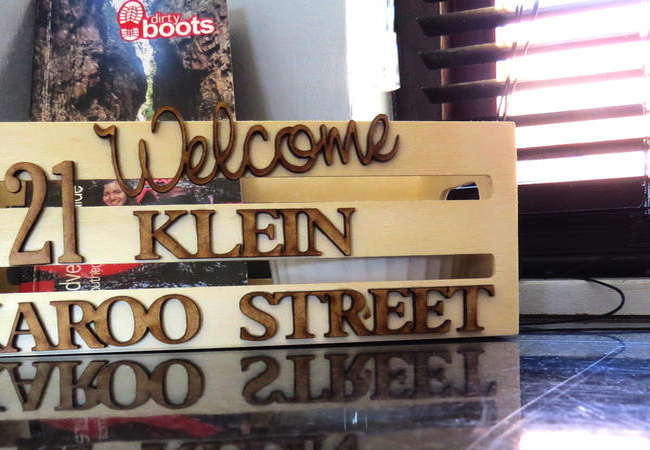 dirty
boots
Welcome
21 KLEIN
AROO STREET